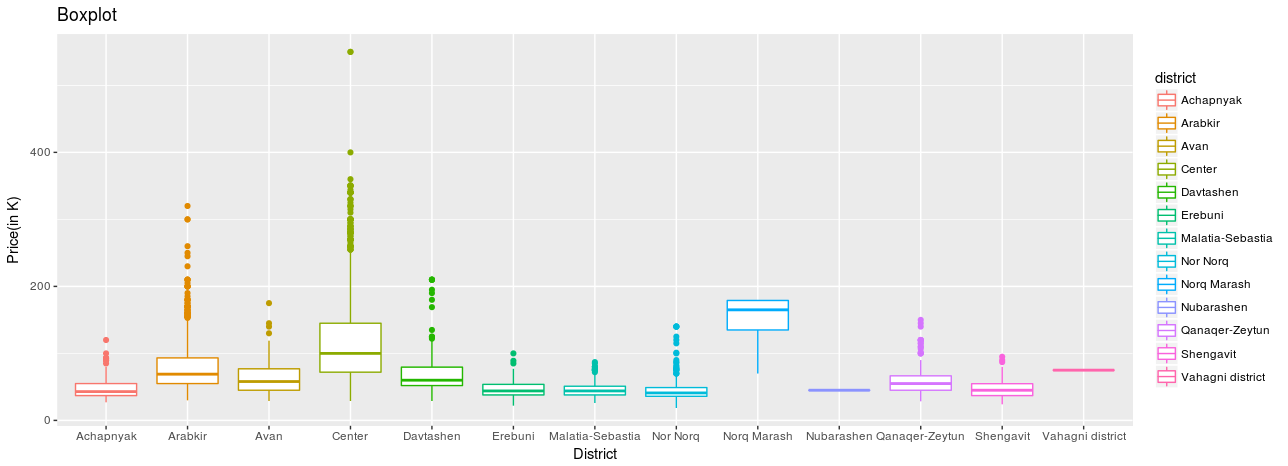 Boxplot
Price(in K)
400
200
0
Achapnyak Arabkir Avan Center Davtashen Erebuni Malatia-Sebastia Nor Norq Norq Marash Nubarashen Qanaqer-Zeytun Shengavit Vahagni district
District
district
Achapnyak
Arabkir
Avan
Center
Davtashen
Erebuni
Malatia-Sebastia
Nor Norq
Norq Marash
Nubarashen
Qanaqer-Zeytun
Shengavit
Vahagni district